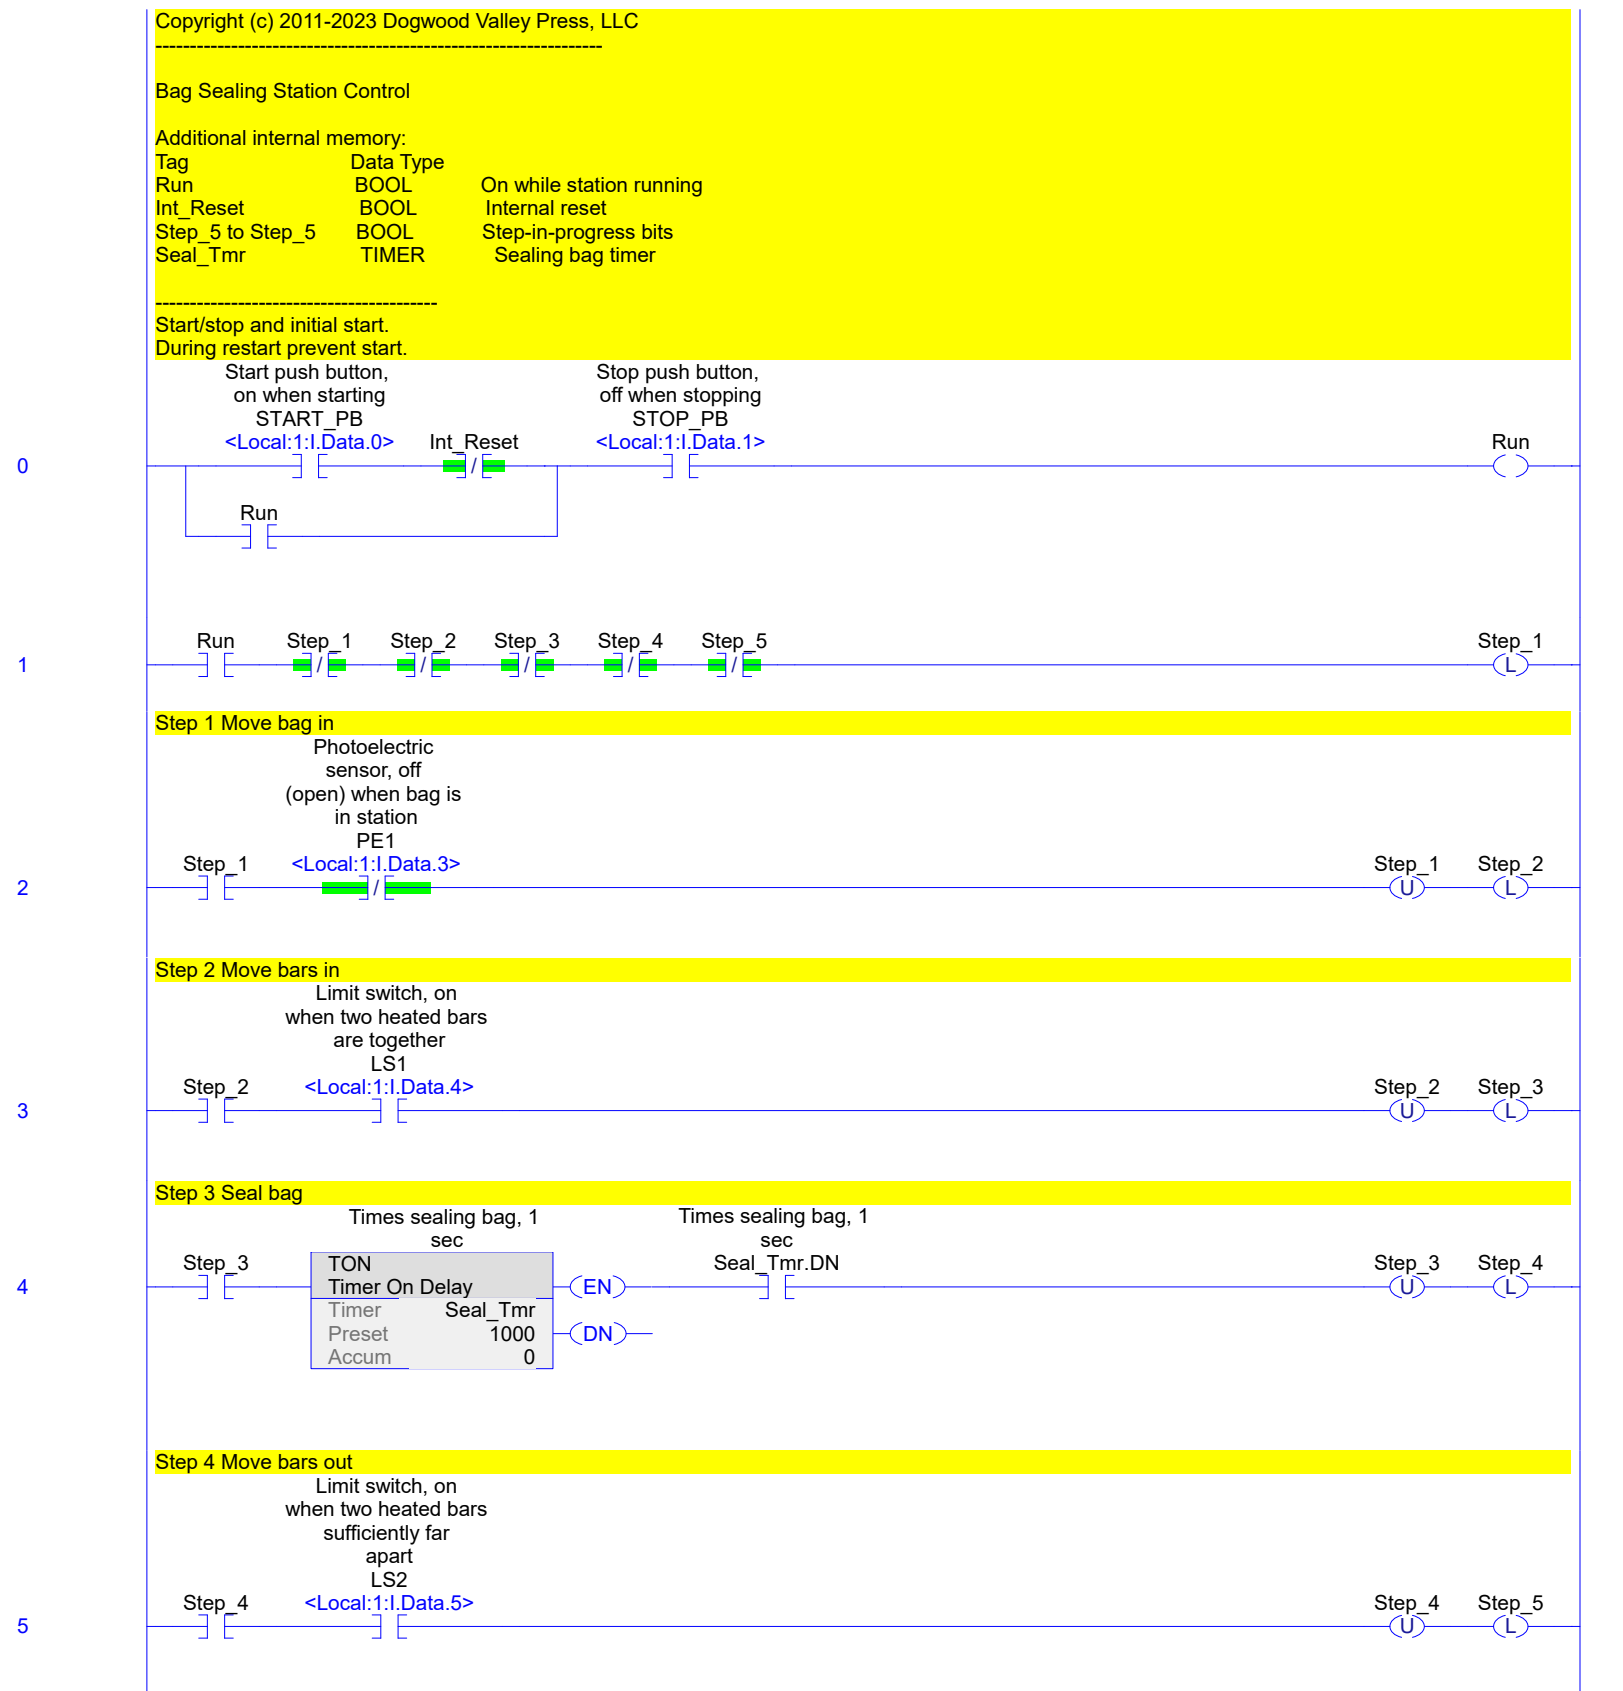 Copyright (c) 2011-2023 Dogwood Valley Press, LLC
-----------------------------------------------------------------
Bag Sealing Station Control
Additional internal memory:
Tag Data Type
Run BOOL On while station running
Int_Reset BOOL Internal reset
Step_5 to Step_5 BOOL Step-in-progress bits
Seal_Tmr TIMER Sealing bag timer
-----------------------------------------
Start/stop and initial start.
During restart prevent start.
Start push button, Stop push button,
on when starting off when stopping
START_PB STOP_PB
<Local:1:I.Data.0> Int_Reset <Local:1:I.Data.1> Run
0 /
Run
Run Step_1 Step_2 Step_3 Step_4 Step_5 Step_1
1 / / / / / L
Step 1 Move bag in
Photoelectric
sensor, off
(open) when bag is
in station
PE1
Step_1 <Local:1:I.Data.3> Step_1 Step_2
2 / U L
Step 2 Move bars in
Limit switch, on
when two heated bars
are together
LS1
Step_2 <Local:1:I.Data.4> Step_2 Step_3
3 U L
Step 3 Seal bag
Times sealing bag, 1 Times sealing bag, 1
sec sec
Step_3 TON Seal_Tmr.DN Step_3 Step_4
4 Timer On Delay EN U L
Timer Seal_Tmr
Preset 1000 DN
Accum 0
Step 4 Move bars out
Limit switch, on
when two heated bars
sufficiently far
apart
LS2
Step_4 <Local:1:I.Data.5> Step_4 Step_5
5 U L